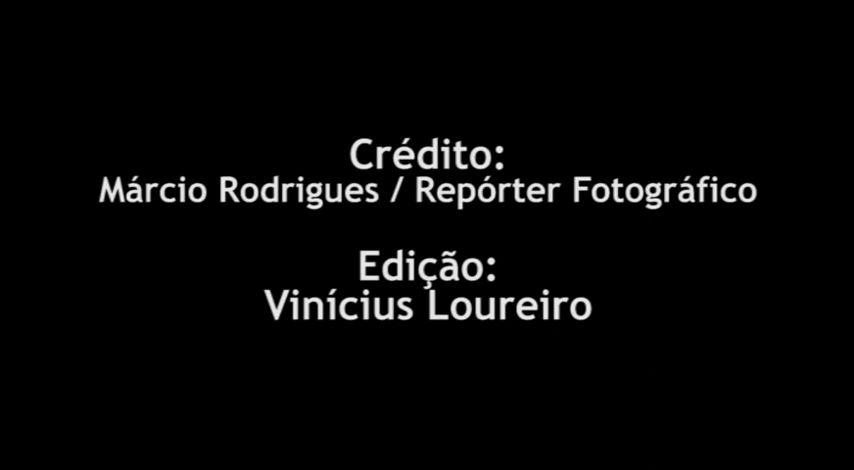 Crédito:
Márcio Rodrigues / Repórter Fotográfico
Edição:
Vinícius Loureiro